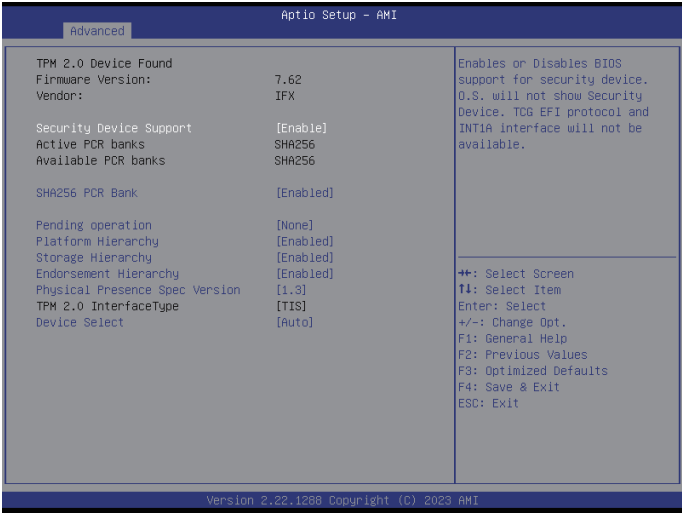 Aptio Setup – AMI
Advanced
TPM 2.0 Device Found
Firmware Version: 7.62
Vendor: IFX
Security Device Support [Enable]
Active PCR banks SHA256
Available PCR banks SHA256
SHA256 PCR Bank [Enabled]
Pending operation [None]
Platform Hierarchy [Enabled]
Storage Hierarchy [Enabled]
Endorsement Hierarchy [Enabled]
Physical Presence Spec Version [1.3]
TPM 2.0 InterfaceType [TIS]
Device Select [Auto]
Enables or Disables BIOS
support for security device.
O.S. will not show Security
Device. TCG EFI protocol and
INT1A interface will not be
available.
→←: Select Screen
↑↓: Select Item
Enter: Select
+/-: Change Opt.
F1: General Help
F2: Previous Values
F3: Optimized Defaults
F4: Save & Exit
ESC: Exit
Version 2.22.1288 Copyright (C) 2023 AMI